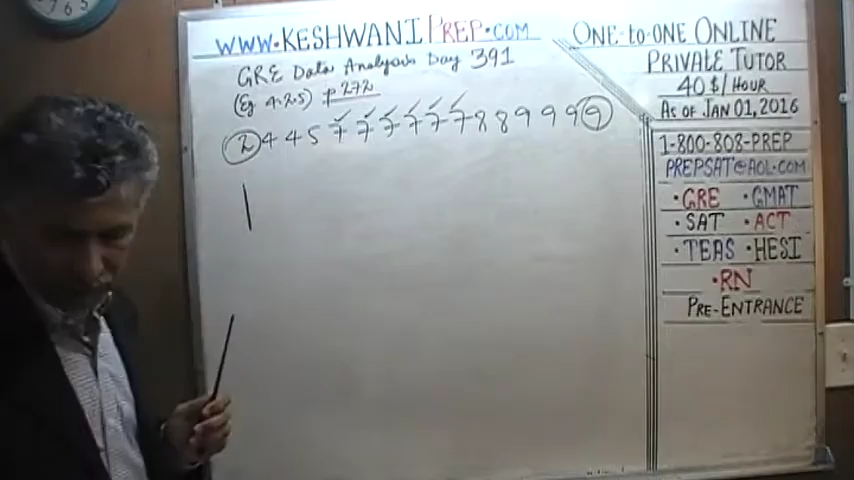 WWW.KESHWANIPREP.COM
GRE Data Analysis Day 391
(Eg 4.2.5) p 272
2 4 4 5 7 7 7 7 7 7 8 8 9 9 9 9
ONE-to-ONE ONLINE
PRIVATE TUTOR
40 $/HOUR
AS OF JAN 01, 2016
1-800-808-PREP
PREPSAT@AOL.COM
•GRE •GMAT
•SAT •ACT
•TEAS •HESI
•RN
PRE-ENTRANCE